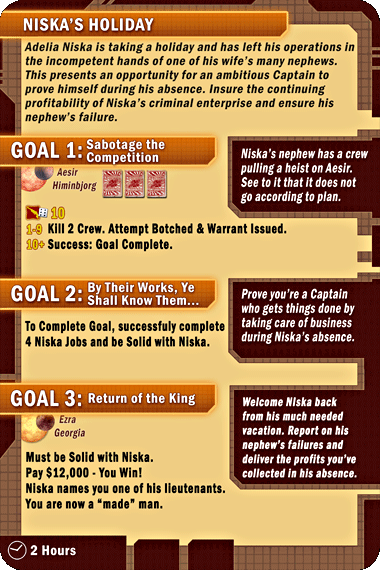 NISKA'S HOLIDAY
Adelia Niska is taking a holiday and has left his operations in
the incompetent hands of one of his wife's many nephews.
This presents an opportunity for an ambitious Captain to
prove himself during his absence. Insure the continuing
profitability of Niska's criminal enterprise and ensure his
nephew's failure.
GOAL 1: Sabotage the
Competition
Aesir
Himinbjorg
Niska's nephew has a crew
pulling a heist on Aesir.
See to it that it does not
go according to plan.
10
1-9 Kill 2 Crew. Attempt Botched & Warrant Issued.
10+ Success: Goal Complete.
GOAL 2: By Their Works, Ye
Shall Know Them...
To Complete Goal, successfuly complete
4 Niska Jobs and be Solid with Niska.
Prove you're a Captain
who gets things done by
taking care of business
during Niska's absence.
GOAL 3: Return of the King
Ezra
Georgia
Must be Solid with Niska.
Pay $12,000 - You Win!
Niska names you one of his lieutenants.
You are now a "made" man.
Welcome Niska back
from his much needed
vacation. Report on his
nephew's failures and
deliver the profits you've
collected in his absence.
2 Hours